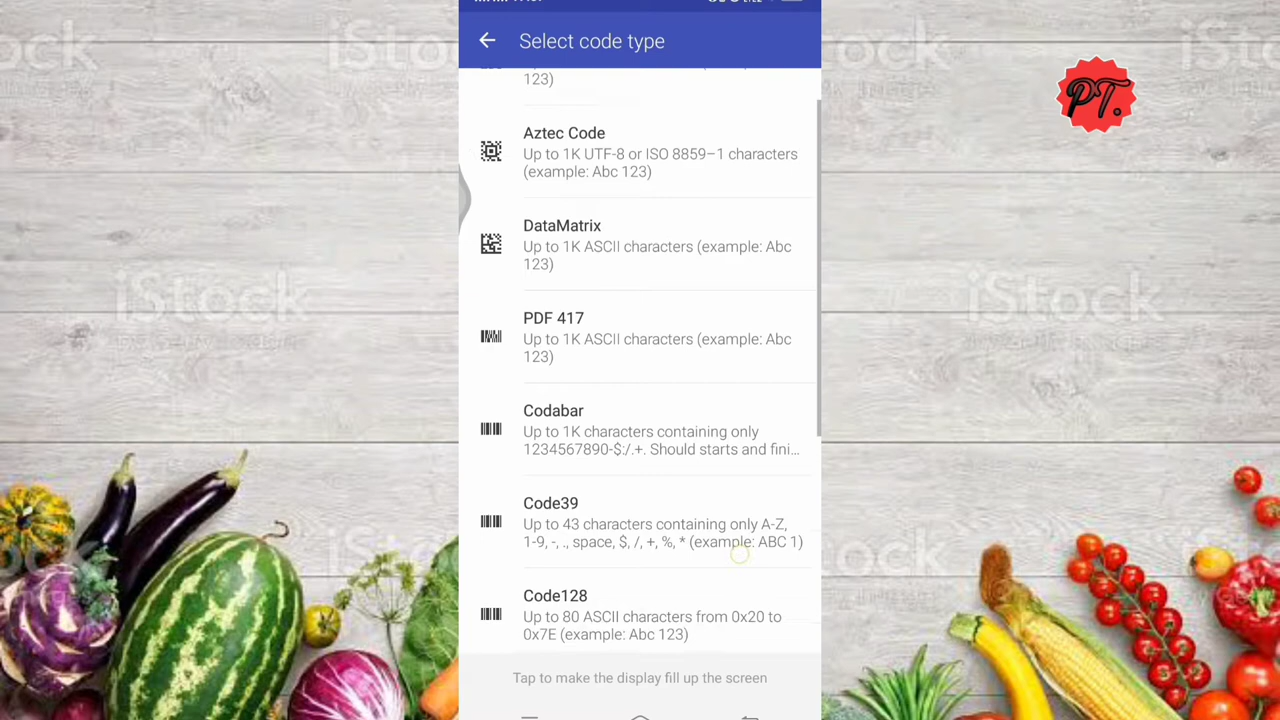 Select code type
123)
Aztec Code
Up to 1K UTF-8 or ISO 8859-1 characters
(example: Abc 123)
DataMatrix
Up to 1K ASCII characters (example: Abc
123)
PDF 417
Up to 1K ASCII characters (example: Abc
123)
Codabar
Up to 1K characters containing only
1234567890-$:/.+. Should starts and fini...
Code39
Up to 43 characters containing only A-Z,
1-9, -, ., space, $, /, +, %, * (example: ABC 1)
Code128
Up to 80 ASCII characters from 0x20 to
0x7E (example: Abc 123)
Tap to make the display fill up the screen
PT.
iStock
iStock
iStock
iStock